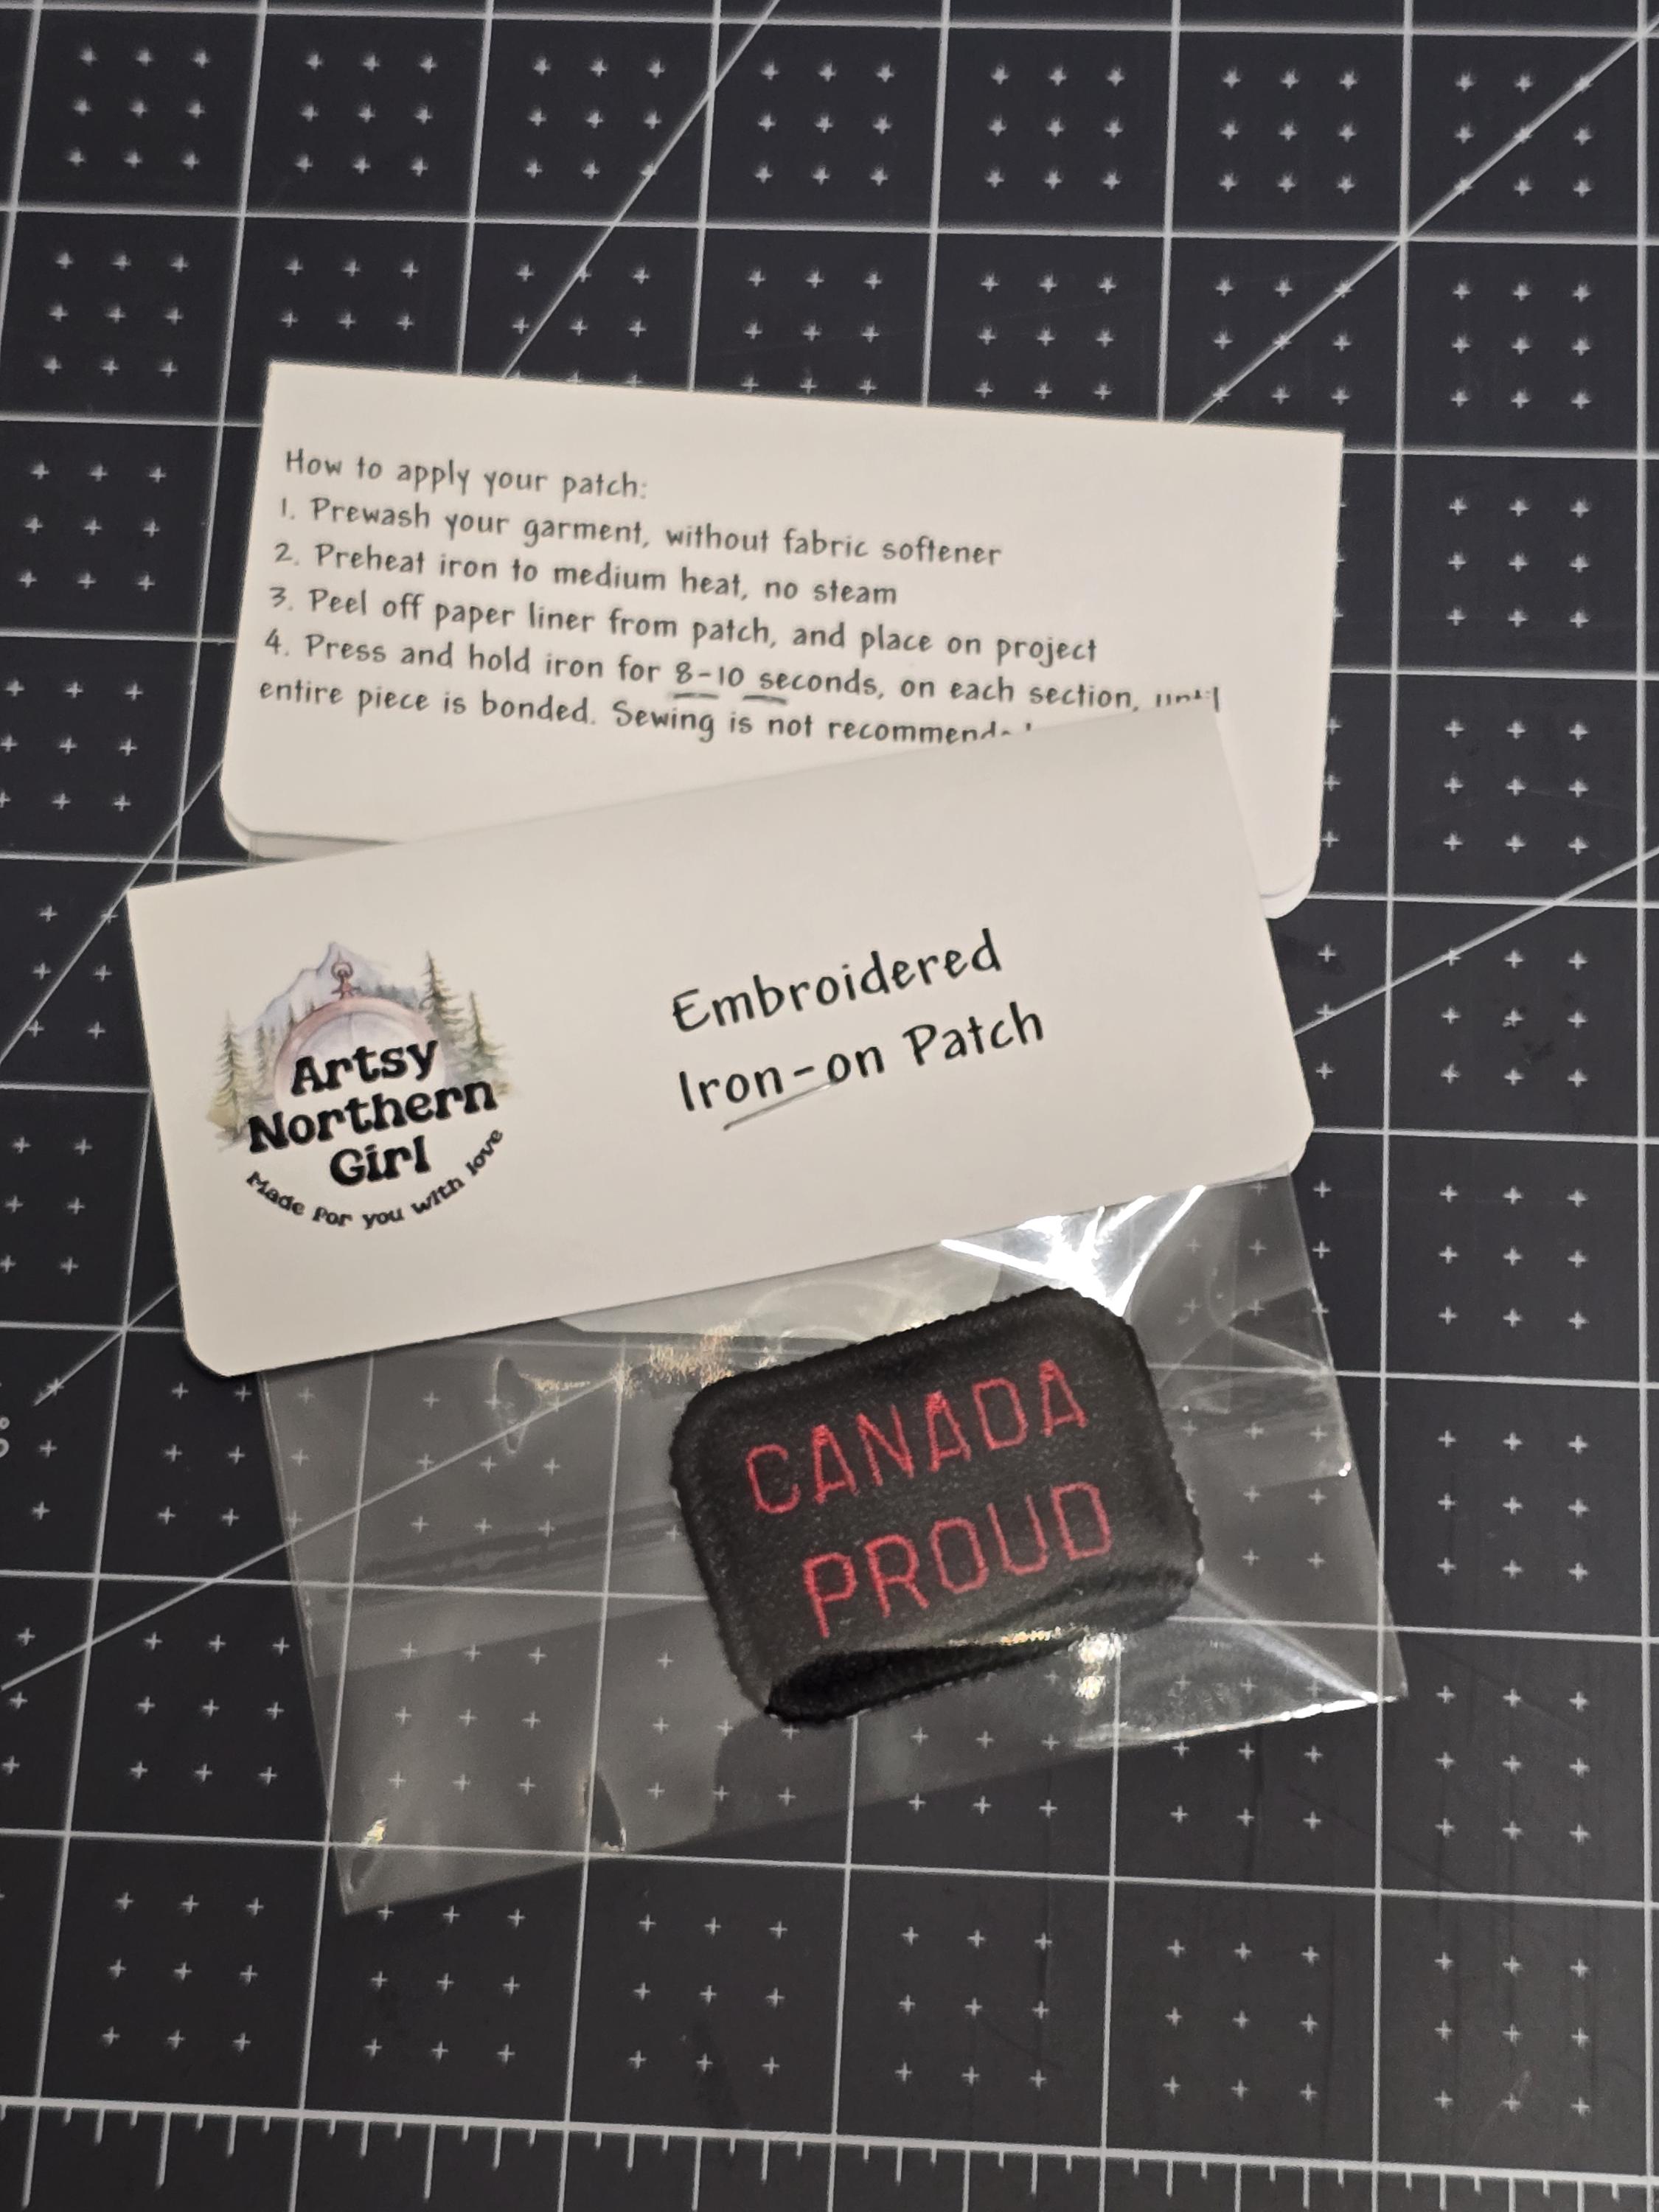 How to apply your patch:
1. Prewash your garment, without fabric softener
2. Preheat iron to medium heat, no steam
3. Peel off paper liner from patch, and place on project
4. Press and hold iron for 8-10 seconds, on each section, until
entire piece is bonded. Sewing is not
Embroidered
Iron-on Patch
Artsy
Northern
Girl
Made for you with love
CANADA
PROUD